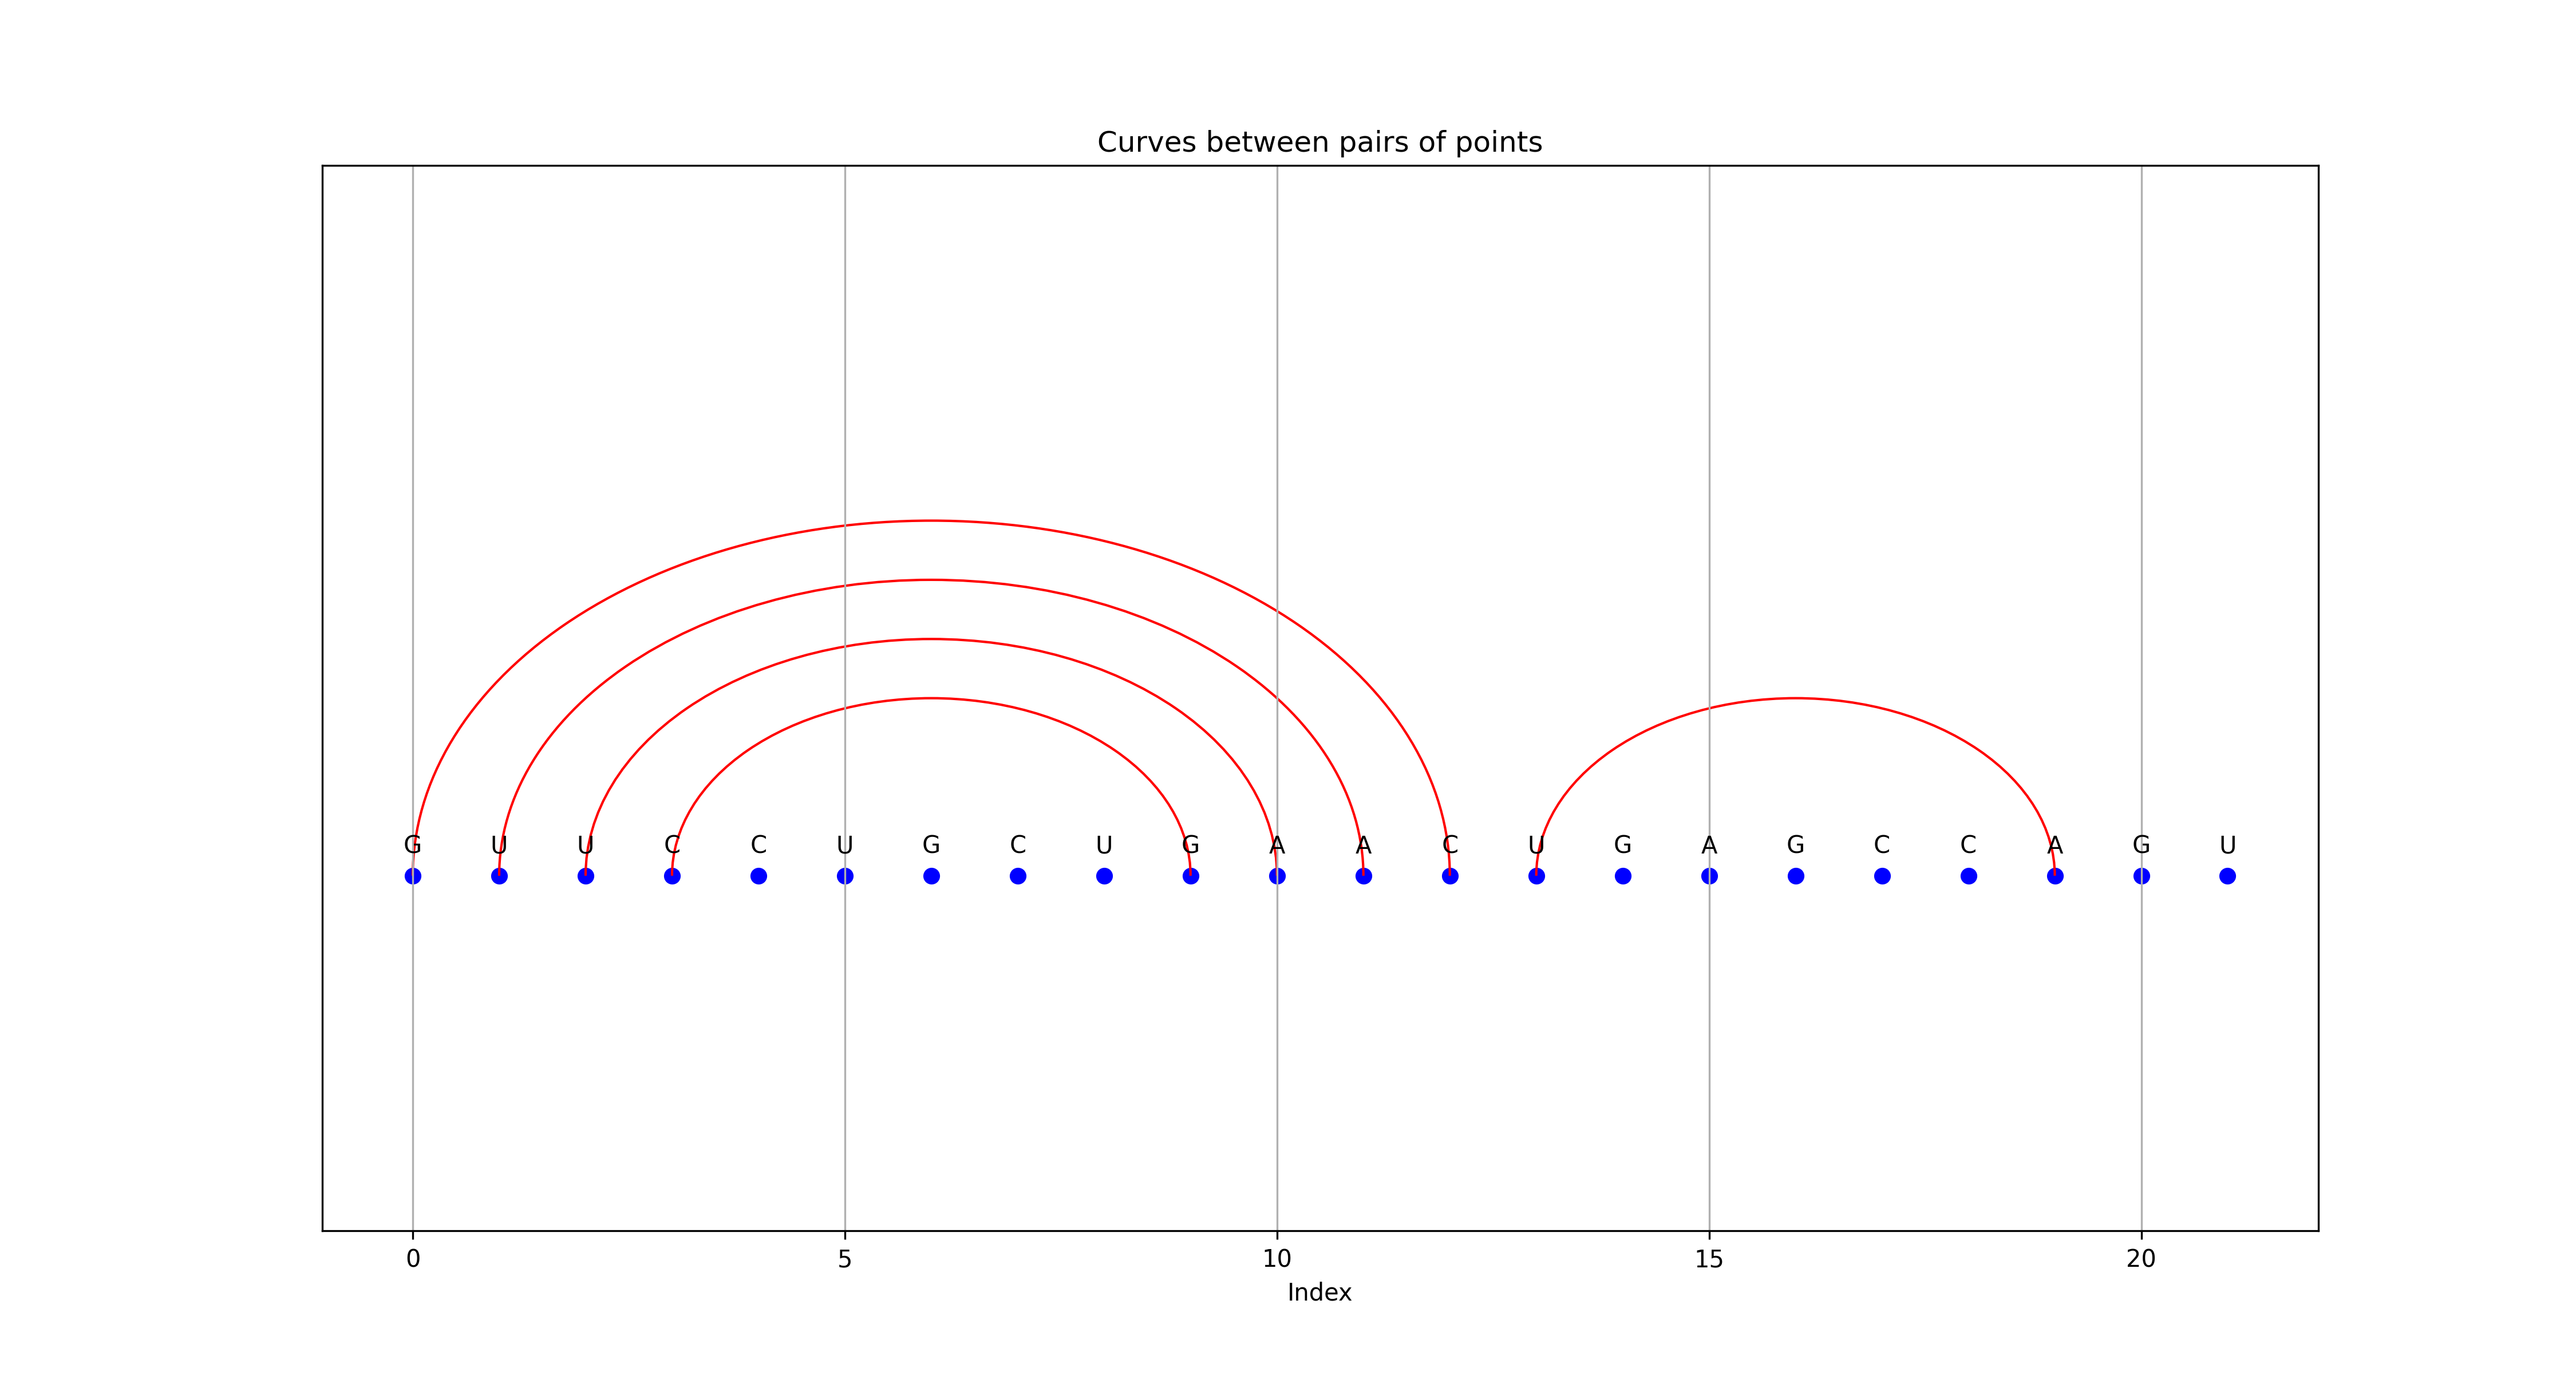 Curves between pairs of points
G U U C C U G C U G A A C U G A G C C A G U
0 5 10 15 20
Index